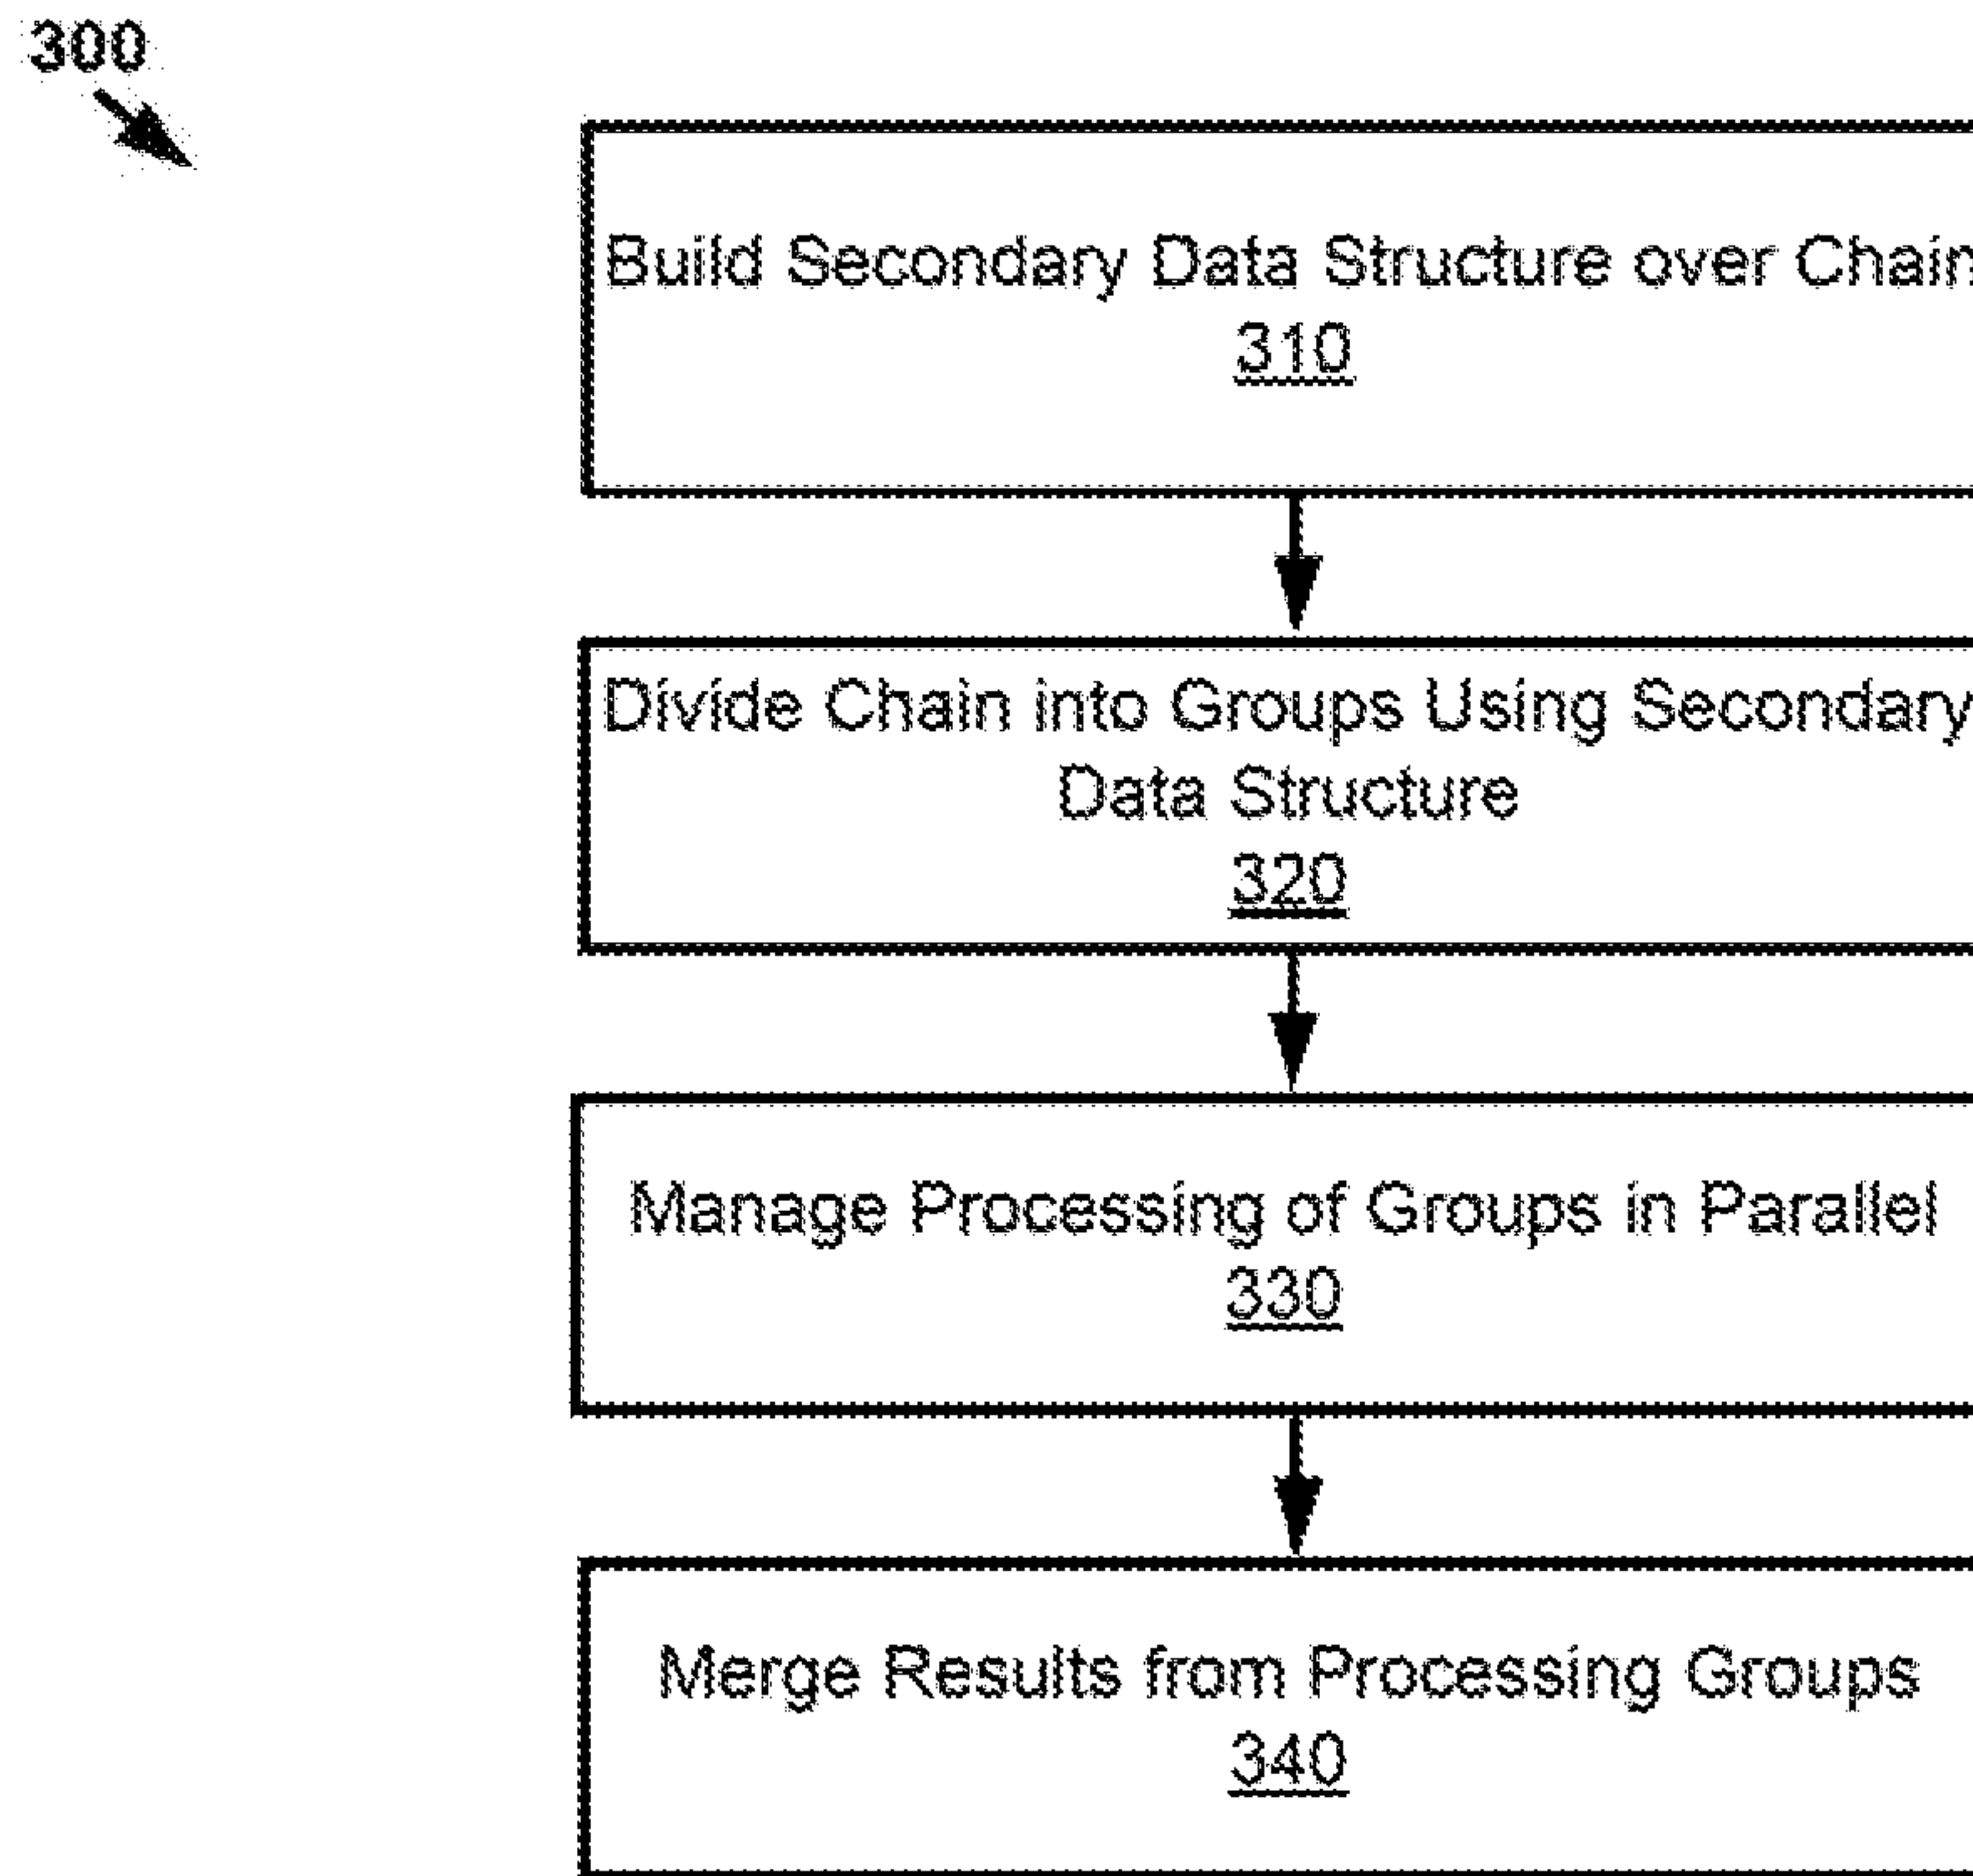 300
Build Secondary Data Structure over Chain
310
Divide Chain into Groups Using Secondary
Data Structure
320
Manage Processing of Groups in Parallel
330
Merge Results from Processing Groups
340